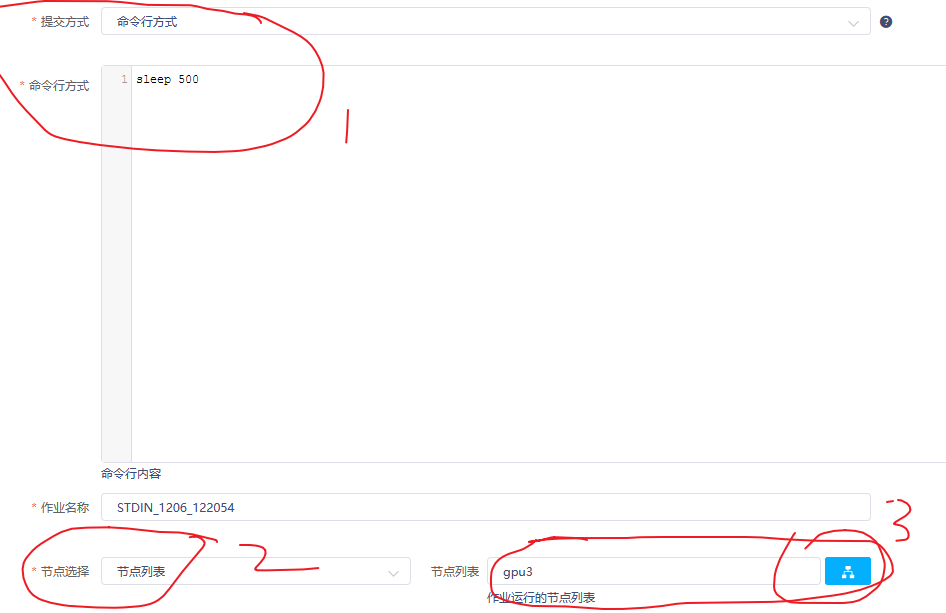 * 提交方式 命令行方式 ?
* 命令行方式 1 sleep 500
1
命令行内容
* 作业名称 STDIN_1206_122054
3
2
* 节点选择 节点列表 节点列表 gpu3
作业运行的节点列表